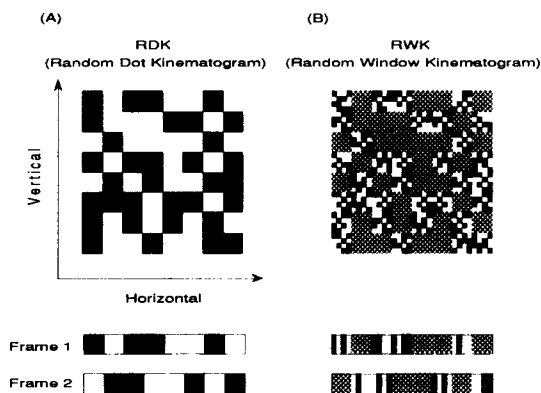 (A)
RDK
(Random Dot Kinematogram)
Vertical
Horizontal
Frame 1
Frame 2
(B)
RWK
(Random Window Kinematogram)